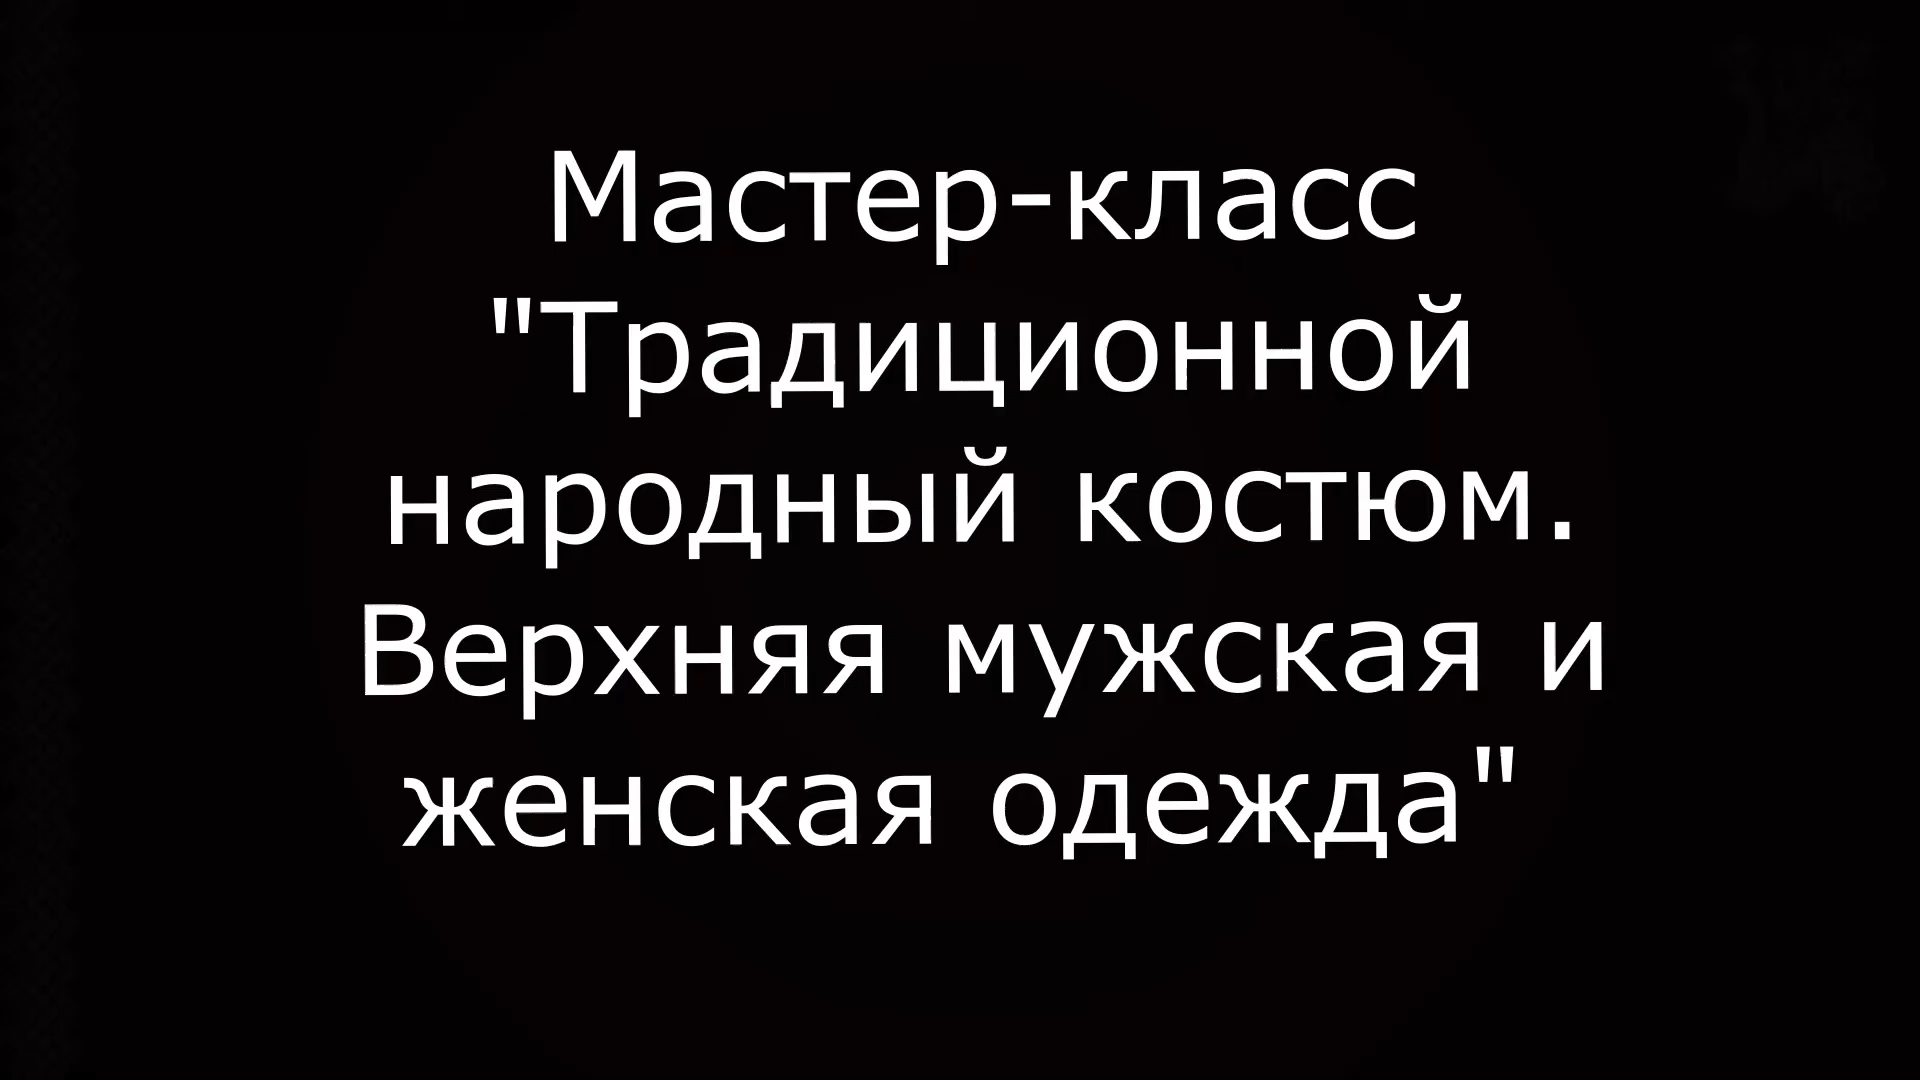 Мастер-класс
"Традиционной
народный костюм.
Верхняя мужская и
женская одежда"